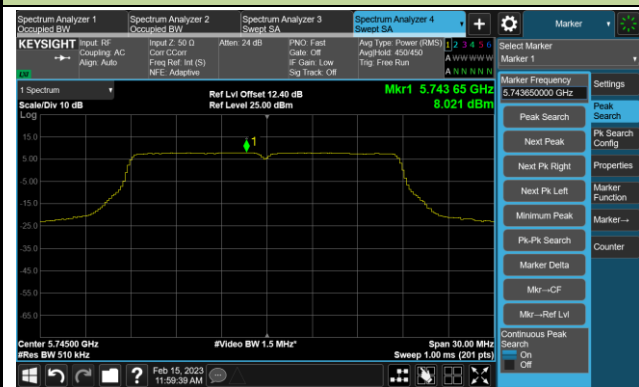 Spectrum Analyzer 1
Occupied BW
Spectrum Analyzer 2
Occupied BW
Spectrum Analyzer 3
Swept SA
Spectrum Analyzer 4
Swept SA
Marker
KEYSIGHT
Input: RF
Coupling: AC
Align: Auto
Input Z: 50 Ω
Corr CCorr
Freq Ref: Int (S)
NFE: Adaptive
Atten: 24 dB
PNO: Fast
Gate: Off
IF Gain: Low
Sig Track: Off
Avg Type: Power (RMS)
Avg|Hold: 450/450
Trig: Free Run
1 2 3 4 5 6
A W W W W W
A N N N N N
Select Marker
Marker 1
1 Spectrum
Scale/Div 10 dB
Log
Ref Lvl Offset 12.40 dB
Ref Level 25.00 dBm
Mkr1 5.743 65 GHz
8.021 dBm
15.0
5.00
-5.00
-15.0
-25.0
-35.0
-45.0
-55.0
-65.0
1
Center 5.74500 GHz
#Res BW 510 kHz
#Video BW 1.5 MHz*
Span 30.00 MHz
Sweep 1.00 ms (201 pts)
Marker Frequency
5.743650000 GHz
Peak Search
Next Peak
Next Pk Right
Next Pk Left
Minimum Peak
Pk-Pk Search
Marker Delta
Mkr→CF
Mkr→Ref Lvl
Continuous Peak
Search
On
Off
Settings
Peak
Search
Pk Search
Config
Properties
Marker
Function
Marker→
Counter
Feb 15, 2023
11:59:39 AM